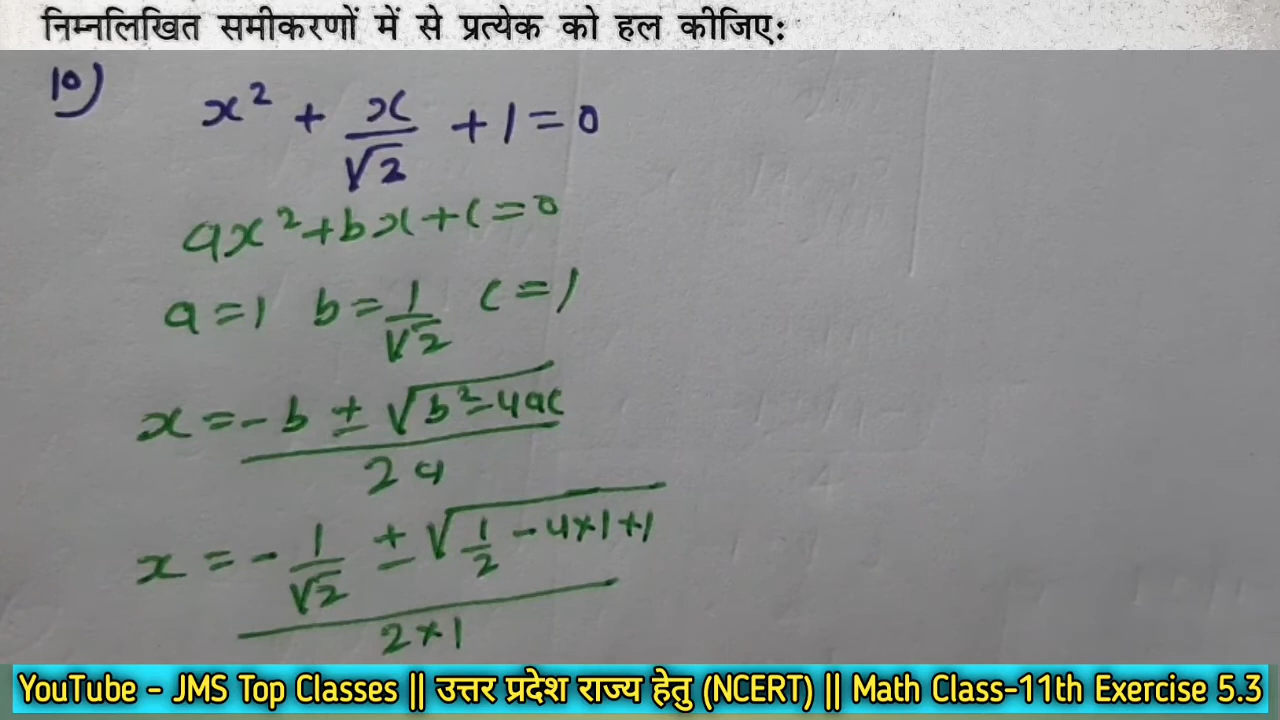 निम्नलिखित समीकरणों में से प्रत्येक को हल कीजिए:
10) x² + x/√2 + 1 = 0
ax² + bx + c = 0
a = 1 b = 1/√2 c = 1
x = -b ± √b² - 4ac / 2a
x = - 1/√2 ± √1/2 - 4×1+1 / 2×1
YouTube - JMS Top Classes || उत्तर प्रदेश राज्य हेतु (NCERT) || Math Class-11th Exercise 5.3